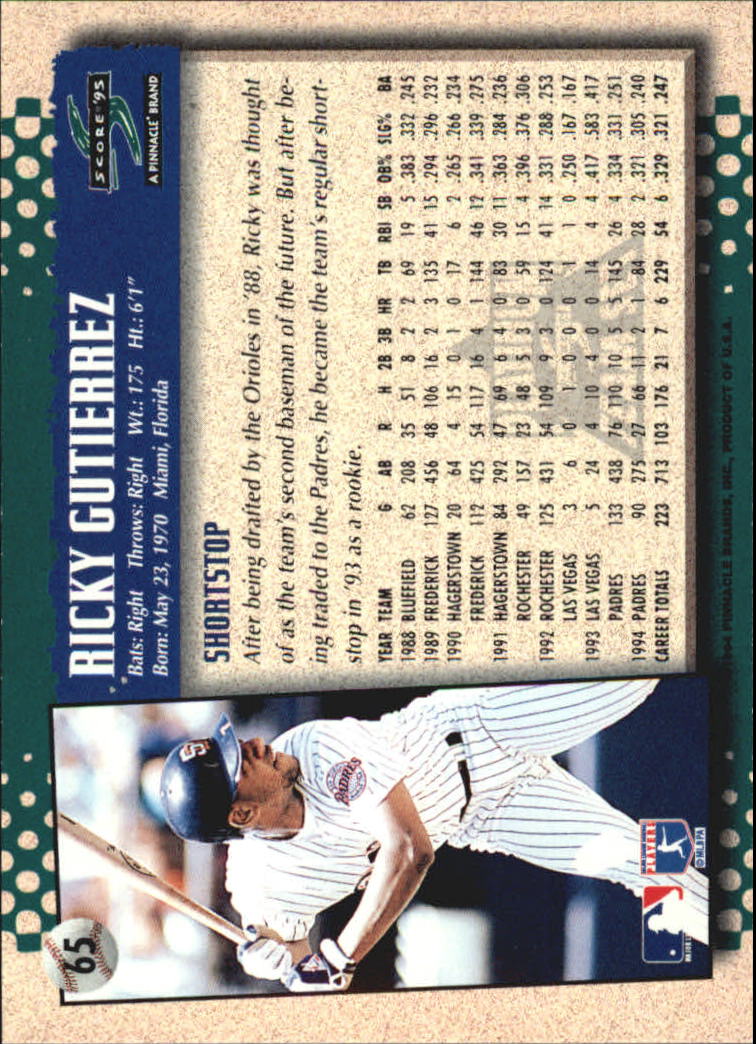 65
RICKY GUTIERREZ
Bats: Right Throws: Right Wt.: 175 Ht.: 6'1"
Born: May 23, 1970 Miami, Florida
SCORE '95
A PINNACLE BRAND
SHORTSTOP
After being drafted by the Orioles in '88, Ricky was thought
of as the team's second baseman of the future. But after be-
ing traded to the Padres, he became the team's regular short-
stop in '93 as a rookie.
YEAR TEAM G AB R H 2B 3B HR TB RBI SB OB% SLG% BA
1988 BLUEFIELD 62 208 35 51 8 2 2 69 19 5 .383 .332 .245
1989 FREDERICK 127 456 48 106 16 2 3 135 41 15 .294 .296 .232
1990 HAGERSTOWN 20 64 4 15 0 1 0 17 6 2 .265 .266 .234
FREDERICK 112 425 54 117 16 4 1 144 46 12 .341 .339 .275
1991 HAGERSTOWN 84 292 47 69 6 4 0 83 30 11 .363 .284 .236
ROCHESTER 49 157 23 48 5 3 0 59 15 4 .396 .376 .306
1992 ROCHESTER 125 431 54 109 9 3 0 124 41 14 .331 .288 .253
LAS VEGAS 3 6 0 1 0 0 0 1 1 0 .250 .167 .167
1993 LAS VEGAS 5 24 4 10 4 0 0 14 4 4 .417 .583 .417
PADRES 133 438 76 110 10 5 5 145 26 4 .334 .331 .251
1994 PADRES 90 275 27 66 11 2 1 84 28 2 .321 .305 .240
CAREER TOTALS 223 713 103 176 21 7 6 229 54 6 .329 .321 .247
PADRES
SD
PLAYERS
©MLBPA
1994 PINNACLE BRANDS, INC., PRODUCT OF U.S.A.